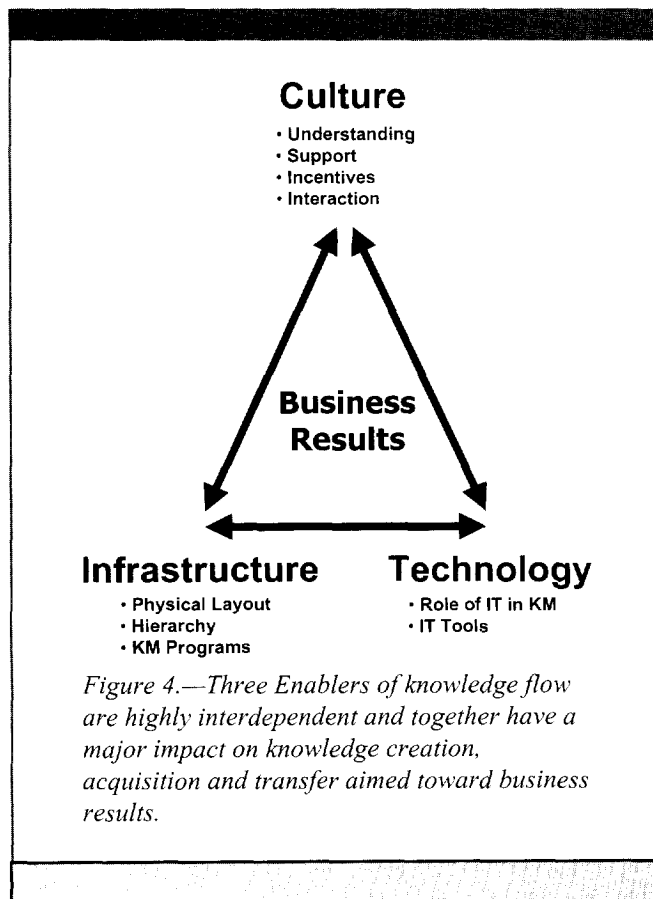 Culture
• Understanding
• Support
• Incentives
• Interaction
Business
Results
Infrastructure
• Physical Layout
• Hierarchy
• KM Programs
Technology
• Role of IT in KM
• IT Tools
Figure 4.—Three Enablers of knowledge flow
are highly interdependent and together have a
major impact on knowledge creation,
acquisition and transfer aimed toward business
results.